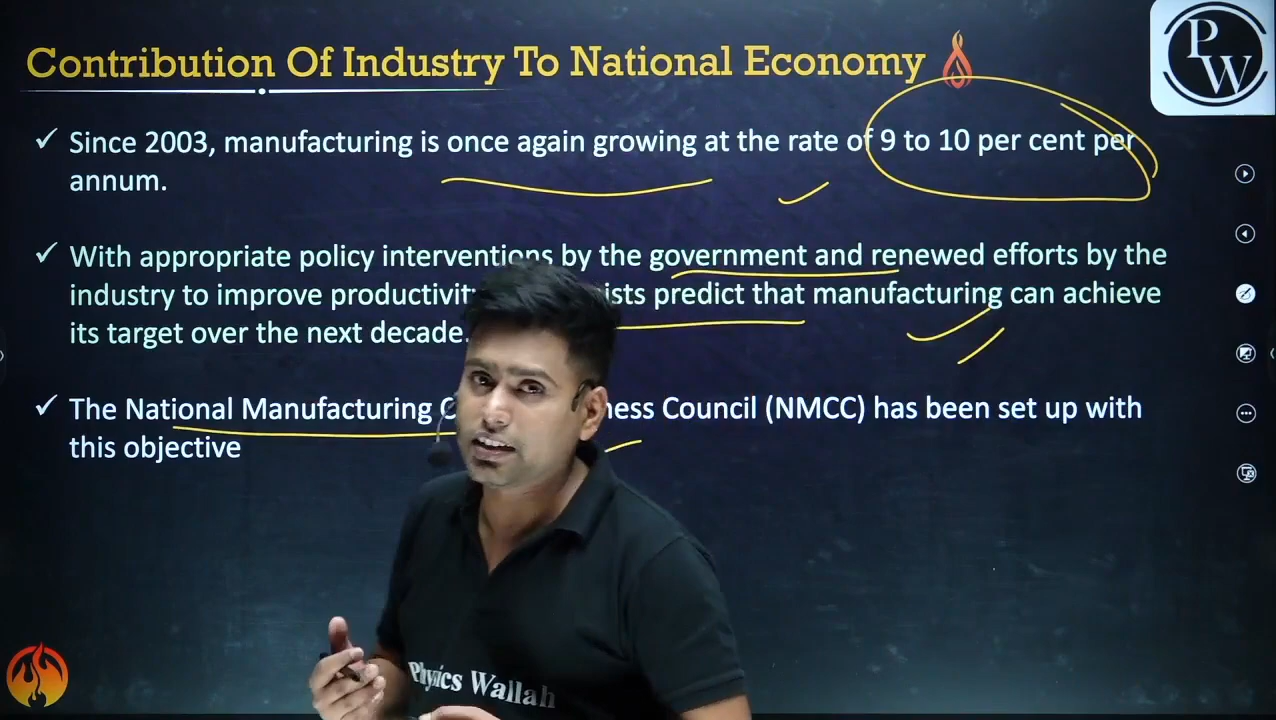 Contribution Of Industry To National Economy
PW
✓ Since 2003, manufacturing is once again growing at the rate of 9 to 10 per cent per
annum.
✓ With appropriate policy interventions by the government and renewed efforts by the
industry to improve predict that manufacturing can achieve
its target over the next decade.
✓ The National Manufacturing Council (NMCC) has been set up with
this objective
Physics Wallah